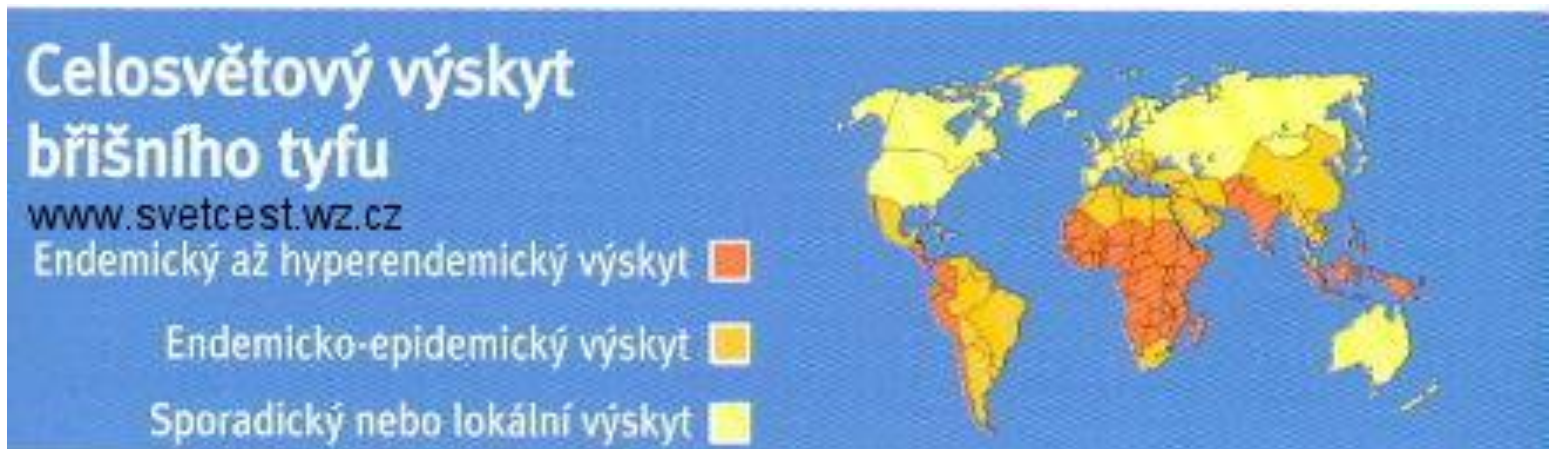 Celosvětový výskyt
břišního tyfu
www.svetcest.wz.cz
Endemický až hyperendemický výskyt
Endemicko-epidemický výskyt
Sporadický nebo lokální výskyt